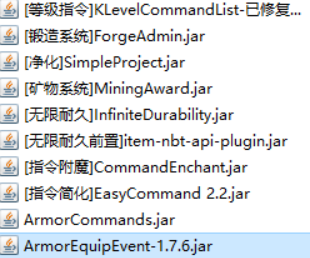 [等级指令]KLevelCommandList-已修复...
[锻造系统]ForgeAdmin.jar
[净化]SimpleProject.jar
[矿物系统]MiningAward.jar
[无限耐久]InfiniteDurability.jar
[无限耐久前置]item-nbt-api-plugin.jar
[指令附魔]CommandEnchant.jar
[指令简化]EasyCommand 2.2.jar
ArmorCommands.jar
ArmorEquipEvent-1.7.6.jar